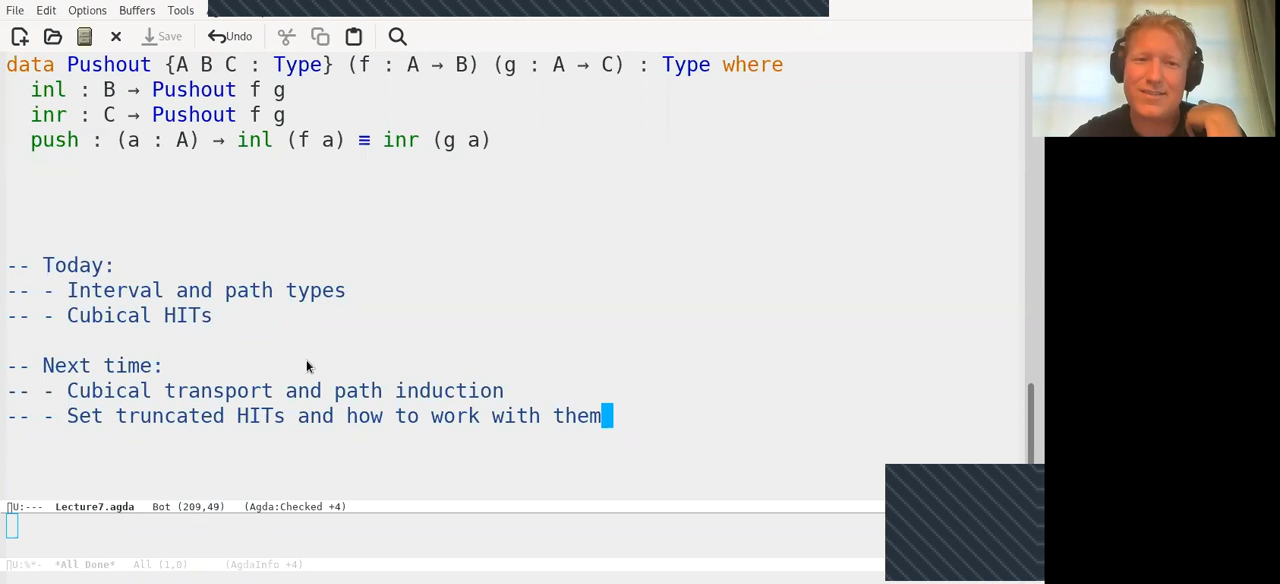 File Edit Options Buffers Tools
Save Undo
data Pushout {A B C : Type} (f : A → B) (g : A → C) : Type where
inl : B → Pushout f g
inr : C → Pushout f g
push : (a : A) → inl (f a) ≡ inr (g a)
-- Today:
-- - Interval and path types
-- - Cubical HITs
-- Next time:
-- - Cubical transport and path induction
-- - Set truncated HITs and how to work with them
U:--- Lecture7.agda Bot (209,49) (Agda:Checked +4)
U:%*- *All Done* All (1,0) (AgdaInfo +4)